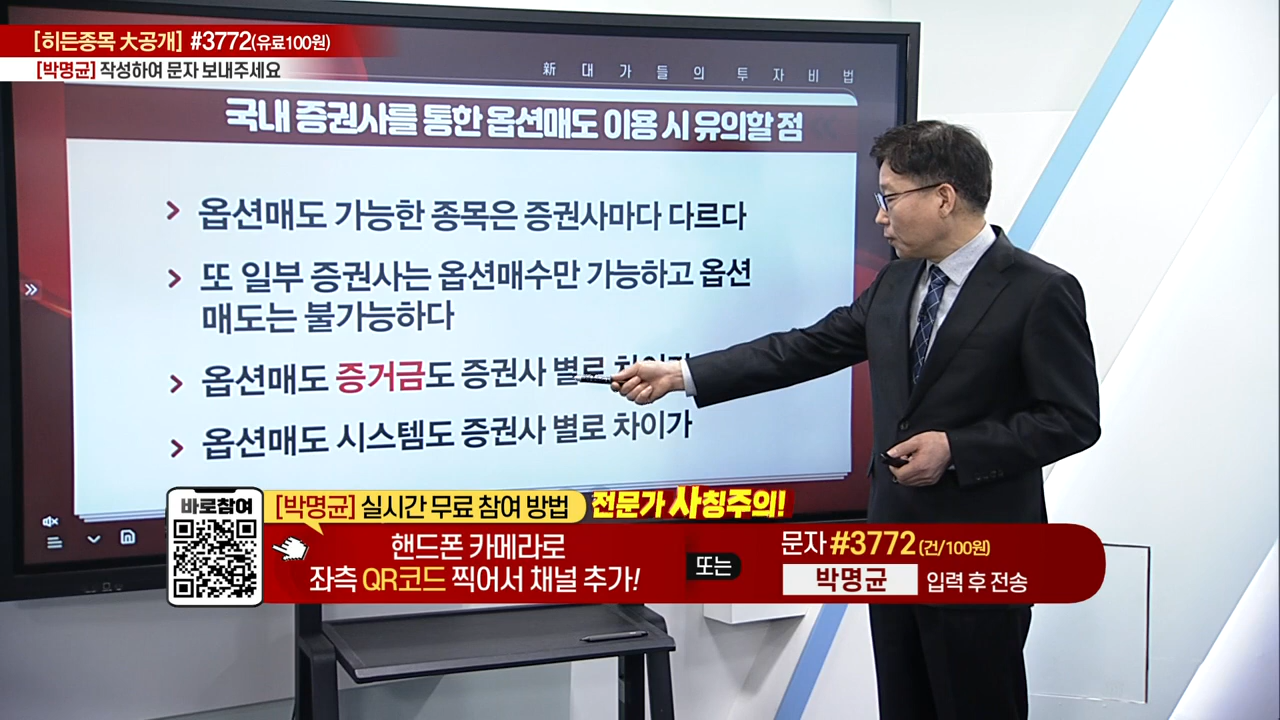 [히든종목 大공개] #3772(유료100원)
[박명균] 작성하여 문자 보내주세요
新대가들의 투자비법
국내 증권사를 통한 옵션매도 이용 시 유의할 점
옵션매도 가능한 종목은 증권사마다 다르다
또 일부 증권사는 옵션매수만 가능하고 옵션
매도는 불가능하다
옵션매도 증거금도 증권사 별로
옵션매도 시스템도 증권사 별로 차이가
바로참여
[박명균] 실시간 무료 참여 방법
전문가 사칭주의!
핸드폰 카메라로
좌측 QR코드 찍어서 채널 추가!
또는
문자 #3772 (건/100원)
박명균 입력 후 전송